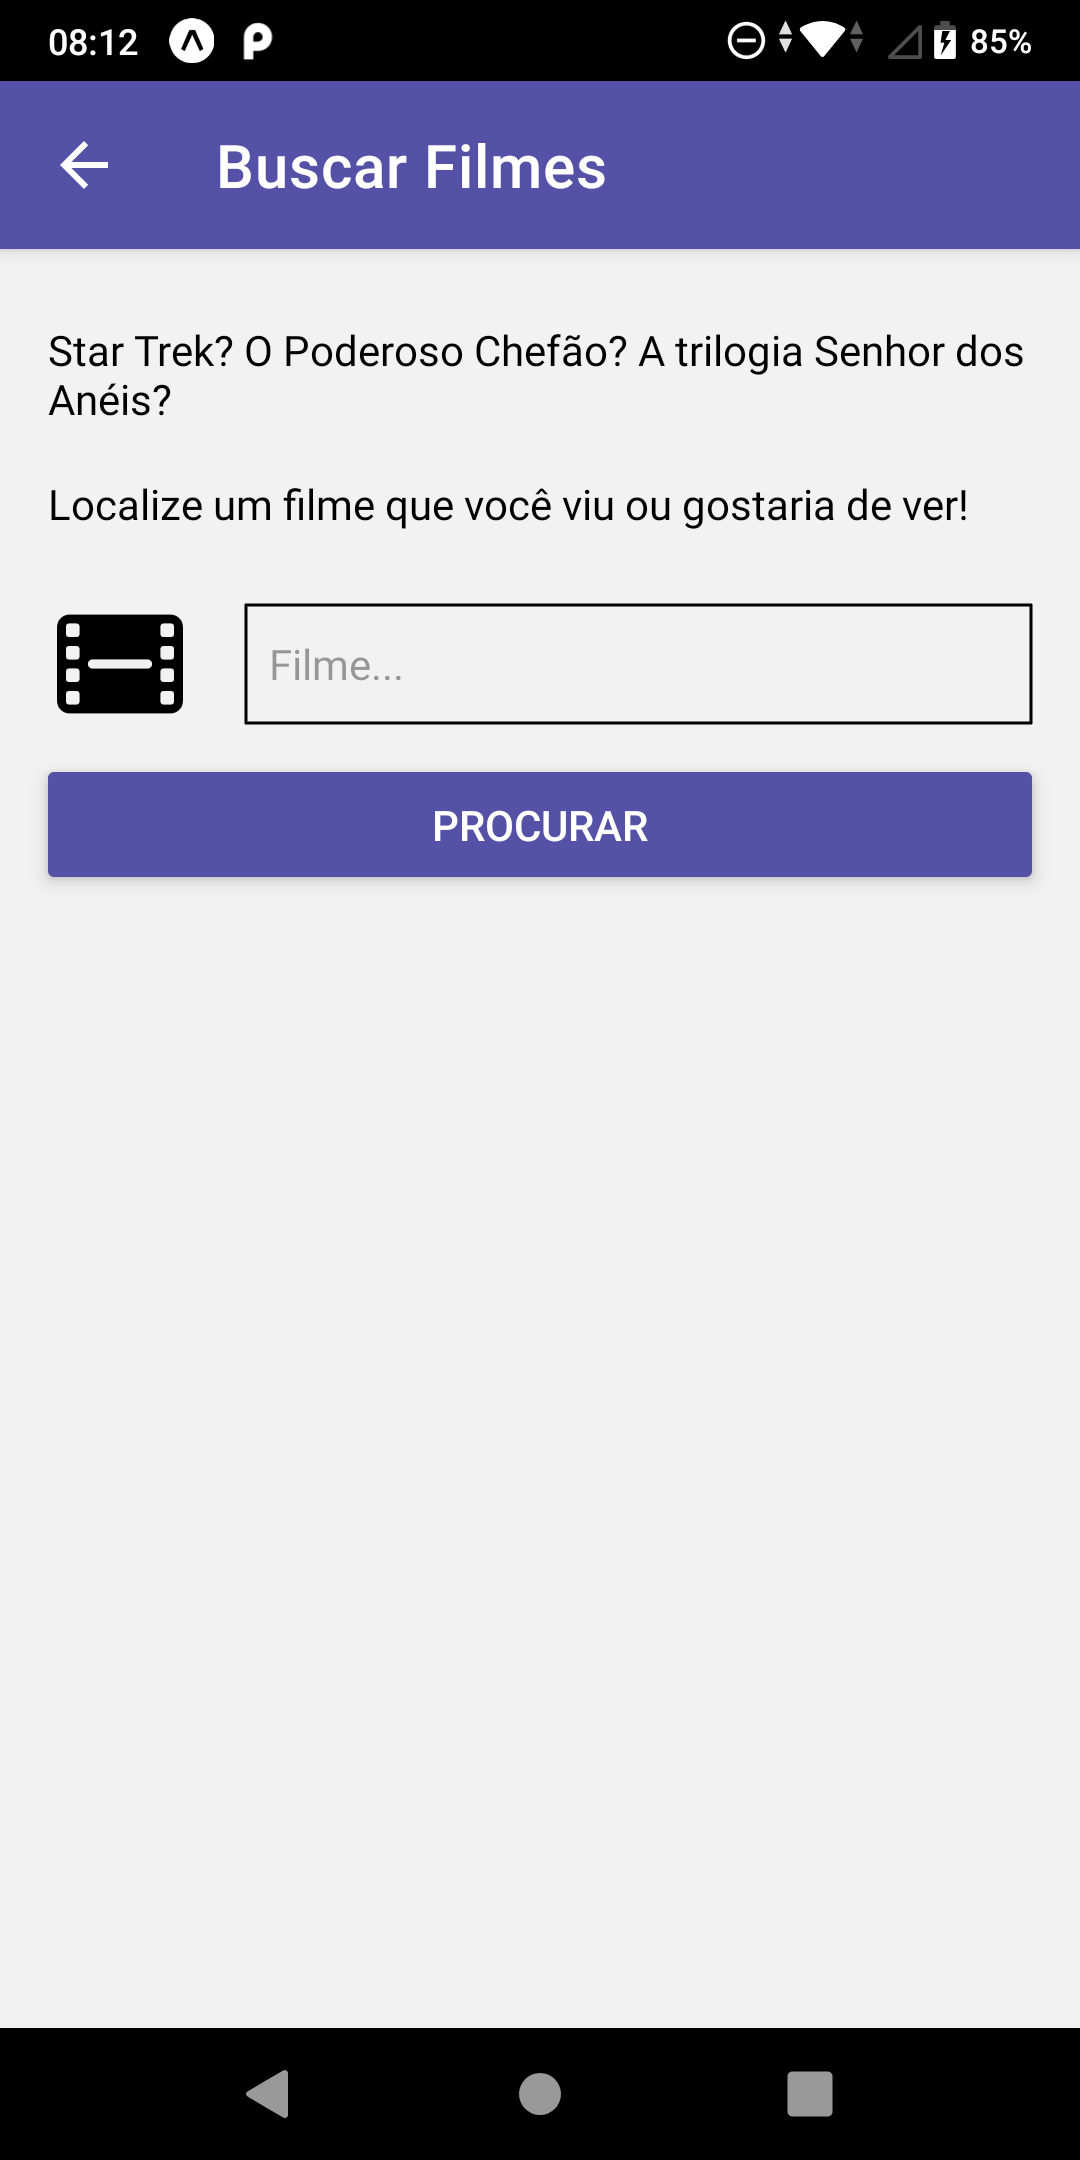 08:12
85%
Buscar Filmes
Star Trek? O Poderoso Chefão? A trilogia Senhor dos
Anéis?
Localize um filme que você viu ou gostaria de ver!
Filme...
PROCURAR